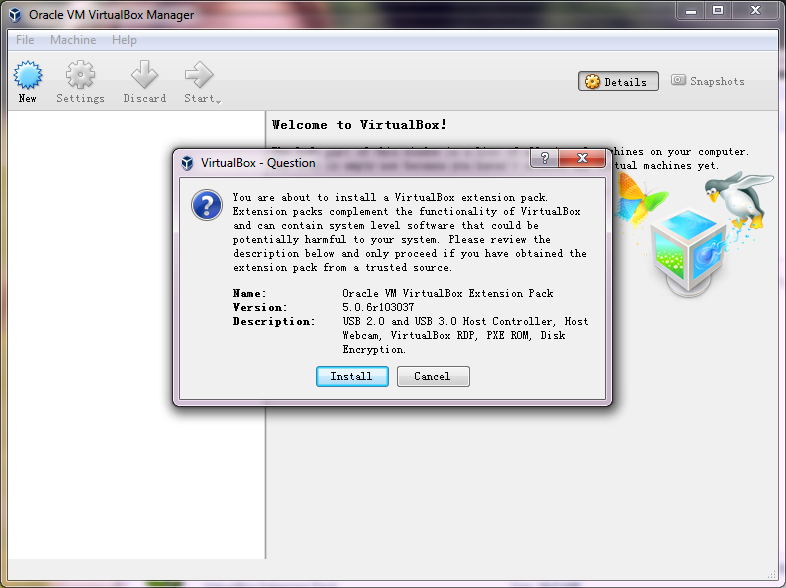 Oracle VM VirtualBox Manager
File Machine Help
New Settings Discard Start
Details Snapshots
Welcome to VirtualBox!
machines on your computer.
virtual machines yet.
VirtualBox - Question
?
You are about to install a VirtualBox extension pack.
Extension packs complement the functionality of VirtualBox
and can contain system level software that could be
potentially harmful to your system. Please review the
description below and only proceed if you have obtained the
extension pack from a trusted source.
Name: Oracle VM VirtualBox Extension Pack
Version: 5.0.6r103037
Description: USB 2.0 and USB 3.0 Host Controller, Host
Webcam, VirtualBox RDP, PXE ROM, Disk
Encryption.
Install Cancel